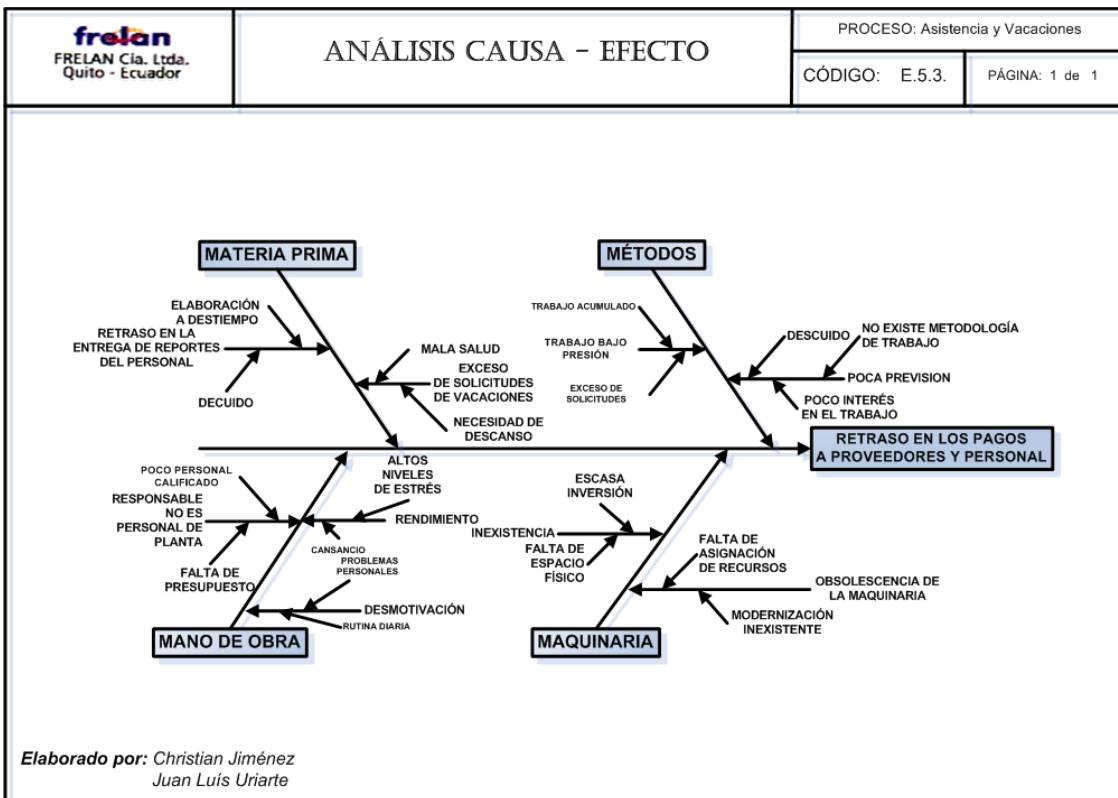 frelan
FRELAN Cia. Ltda.
Quito - Ecuador
ANÁLISIS CAUSA - EFECTO
PROCESO: Asistencia y Vacaciones
CÓDIGO: E.5.3.
PÁGINA: 1 de 1
MATERIA PRIMA
ELABORACIÓN
A DESTIEMPO
RETRASO EN LA
ENTREGA DE REPORTES
DEL PERSONAL
DECUIDO
MALA SALUD
EXCESO
DE SOLICITUDES
DE VACACIONES
NECESIDAD DE
DESCANSO
MÉTODOS
TRABAJO ACUMULADO
TRABAJO BAJO
PRESIÓN
EXCESO DE
SOLICITUDES
DESCUIDO
NO EXISTE METODOLOGÍA
DE TRABAJO
POCA PREVISION
POCO INTERÉS
EN EL TRABAJO
RETRASO EN LOS PAGOS
A PROVEEDORES Y PERSONAL
POCO PERSONAL
CALIFICADO
RESPONSABLE
NO ES
PERSONAL DE
PLANTA
FALTA DE
PRESUPUESTO
ALTOS
NIVELES
DE ESTRÉS
RENDIMIENTO
CANSANCIO
PROBLEMAS
PERSONALES
DESMOTIVACIÓN
RUTINA DIARIA
MANO DE OBRA
ESCASA
INVERSIÓN
INEXISTENCIA
FALTA DE
ESPACIO
FÍSICO
FALTA DE
ASIGNACIÓN
DE RECURSOS
OBSOLESCENCIA DE
LA MAQUINARIA
MODERNIZACIÓN
INEXISTENTE
MAQUINARIA
Elaborado por: Christian Jiménez
Juan Luís Uriarte